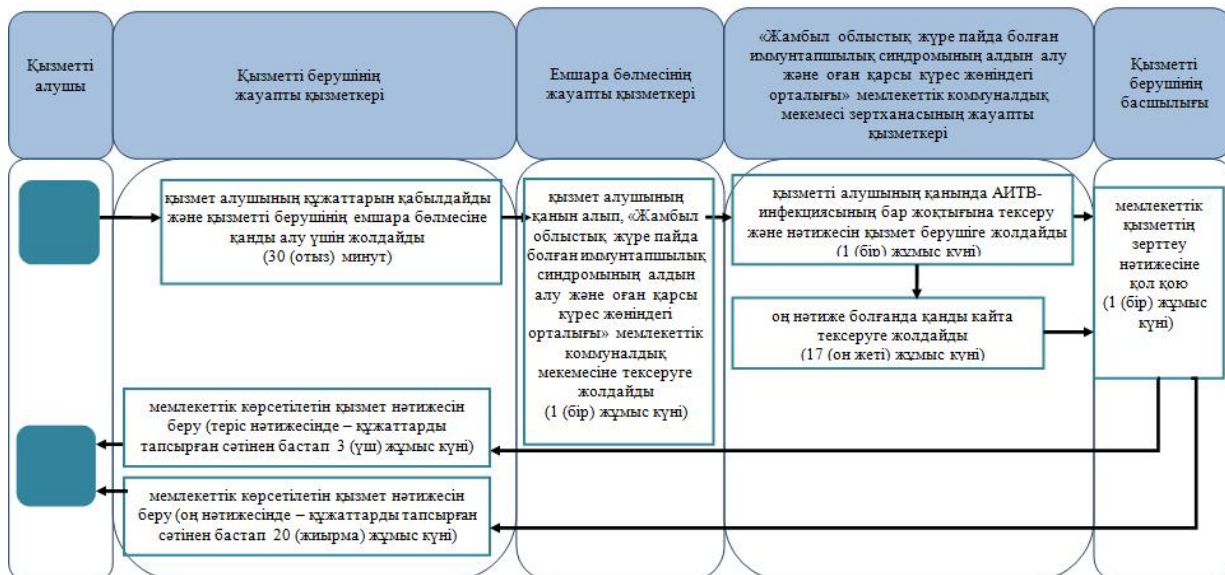 Қызметті
алушы
Қызметті берушінің
жауапты қызметкері
Емшара бөлмесінің
жауапты қызметкері
«Жамбыл облыстық жүре пайда болған
иммунтапшылық синдромының алдын алу
және оған қарсы күрес жөніндегі
орталығы» мемлекеттік коммуналдық
мекемесі зертханасының жауапты
қызметкері
Қызметті
берушінің
басшылығы
қызмет алушының құжаттарын қабылдайды
және қызметті берушінің емшара бөлмесіне
қанды алу үшін жолдайды
(30 (отыз) минут)
қызмет алушының
қанын алып, «Жамбыл
облыстық жүре пайда
болған иммунтапшылық
синдромының алдын
алу және оған қарсы
күрес жөніндегі
орталығы» мемлекеттік
коммуналдық
мекемесіне тексеруге
жолдайды
(1 (бір) жұмыс күні)
қызметті алушының қанында АИТВ-
инфекциясының бар жоқтығына тексеру
және нәтижесін қызмет берушіге жолдайды
(1 (бір) жұмыс күні)
оң нәтиже болғанда қанды кайта
тексеруге жолдайды
(17 (он жеті) жұмыс күні)
мемлекеттік
қызметтің
зерттеу
нәтижесіне
қол қою
(1 (бір) жұмыс
күні)
мемлекеттік көрсетілетін қызмет нәтижесін
беру (теріс нәтижесінде – құжаттарды
тапсырған сәтінен бастап 3 (үш) жұмыс күні)
мемлекеттік көрсетілетін қызмет нәтижесін
беру (оң нәтижесінде – құжаттарды тапсырған
сәтінен бастап 20 (жиырма) жұмыс күні)